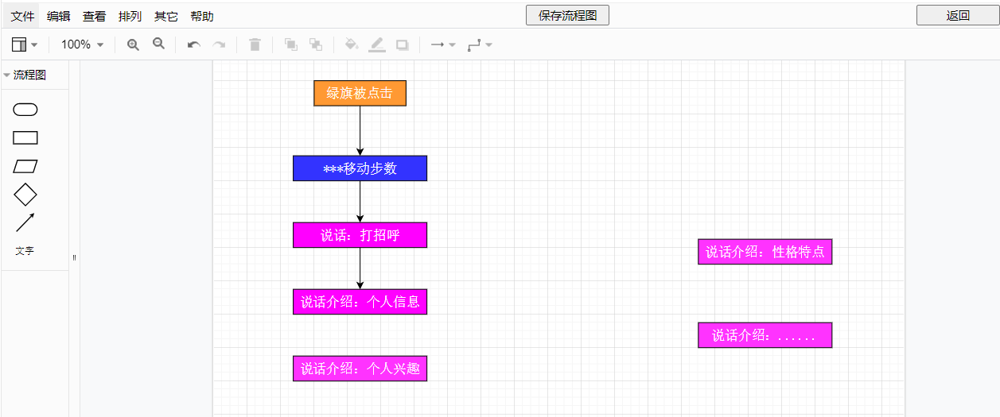 文件 编辑 查看 排列 其它 帮助 保存流程图 返回
100%
流程图
文字
绿旗被点击
***移动步数
说话：打招呼
说话介绍：个人信息
说话介绍：个人兴趣
说话介绍：性格特点
说话介绍：......